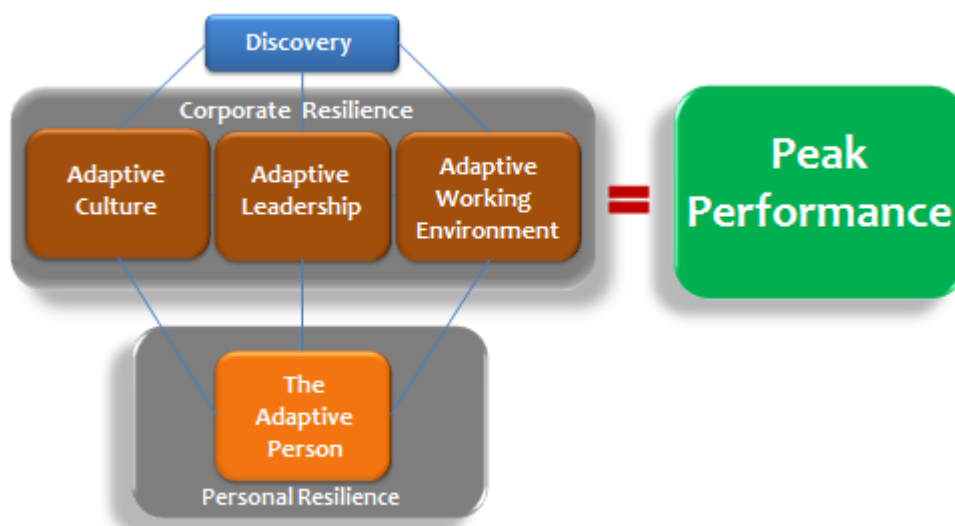 Discovery
Corporate Resilience
Adaptive
Culture
Adaptive
Leadership
Adaptive
Working
Environment
=
Peak
Performance
The
Adaptive
Person
Personal Resilience